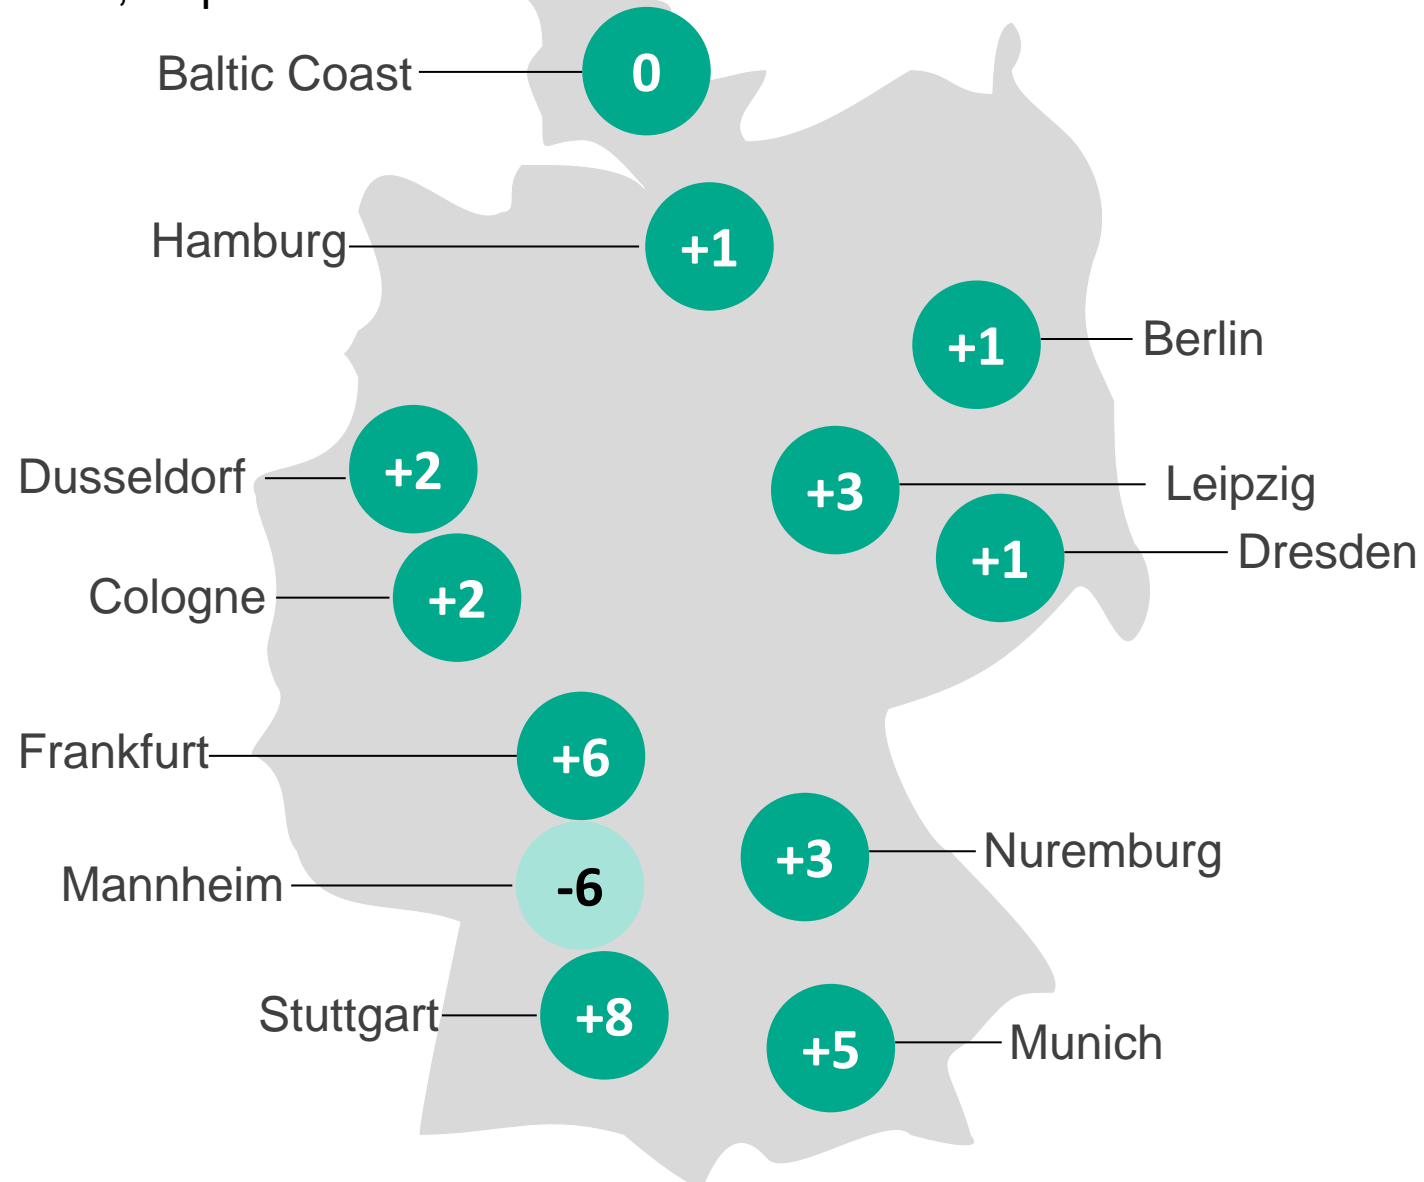 Baltic Coast
0
Hamburg
+1
+1
Berlin
Dusseldorf
+2
+3
Leipzig
+1
Dresden
Cologne
+2
Frankfurt
+6
+3
Nuremburg
Mannheim
-6
Stuttgart
+8
+5
Munich